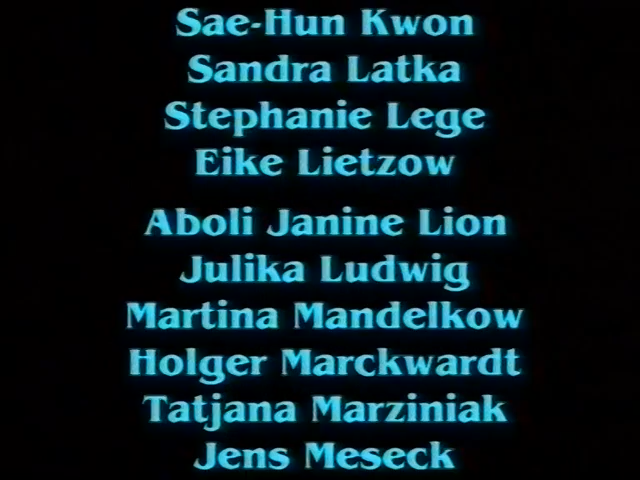 Sae-Hun Kwon
Sandra Latka
Stephanie Lege
Eike Lietzow
Aboli Janine Lion
Julika Ludwig
Martina Mandelkow
Holger Marckwardt
Tatjana Marziniak
Jens Meseck